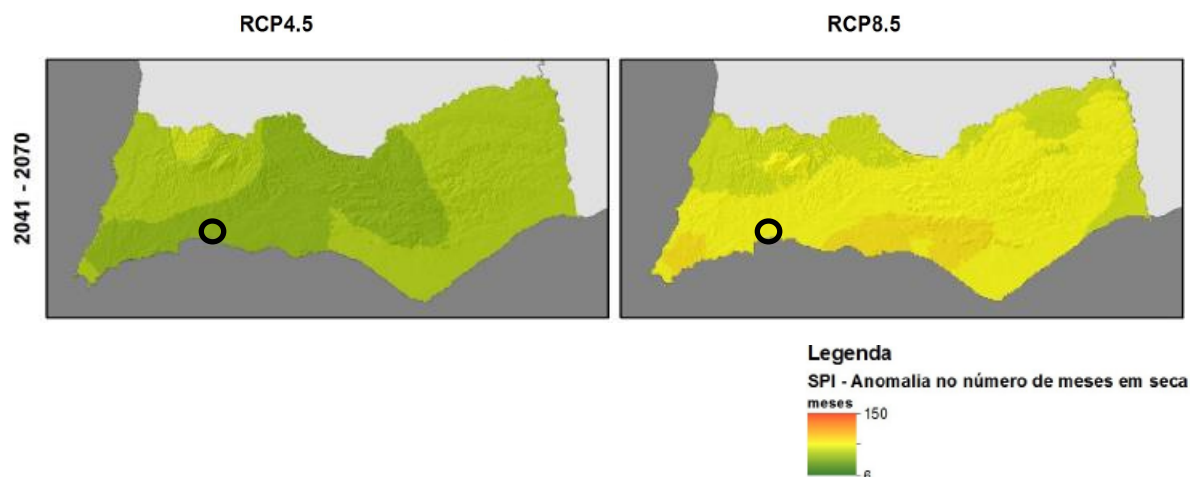 RCP4.5
RCP8.5
2041 - 2070
Legenda
SPI - Anomalia no número de meses em seca
meses
150
6